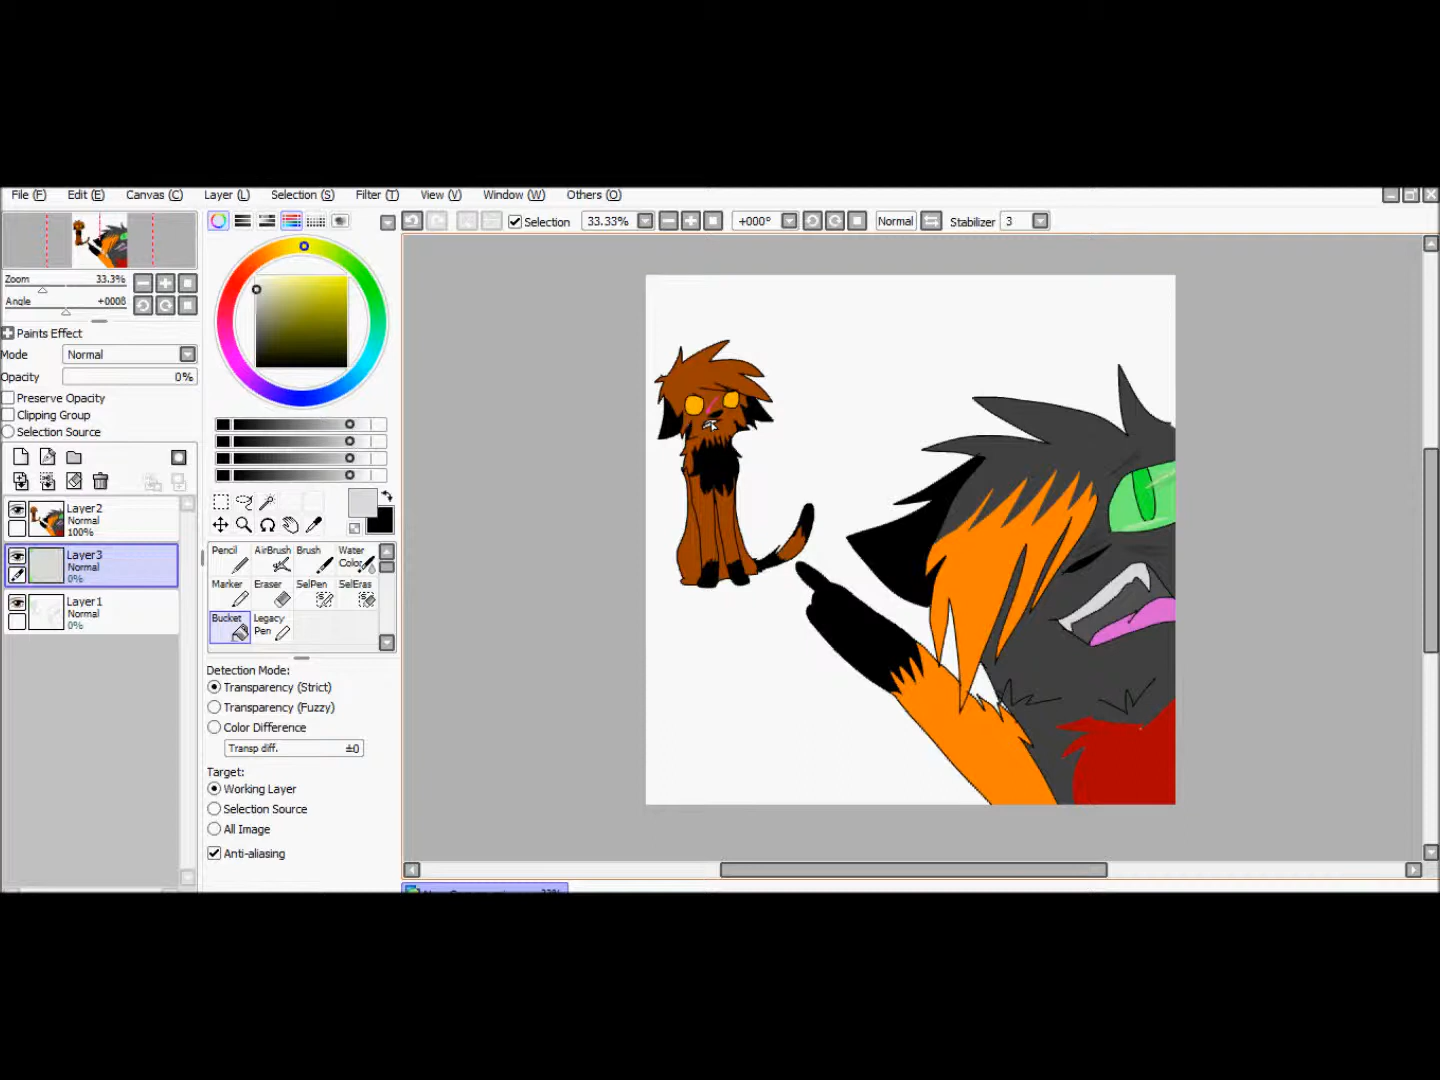 File (F) Edit (E) Canvas (C) Layer (L) Selection (S) Filter (T) View (V) Window (W) Others (O)
Selection 33.33% +000° Normal Stabilizer 3
Zoom 33.3%
Angle +0008
Paints Effect
Mode Normal
Opacity 0%
Preserve Opacity
Clipping Group
Selection Source
Layer2
Normal
100%
Layer3
Normal
0%
Layer1
Normal
0%
Pencil AirBrush Brush Water
Color
Marker Eraser SelPen SelEras
Bucket Legacy
Pen
Detection Mode:
Transparency (Strict)
Transparency (Fuzzy)
Color Difference
Transp diff. ±0
Target:
Working Layer
Selection Source
All Image
Anti-aliasing